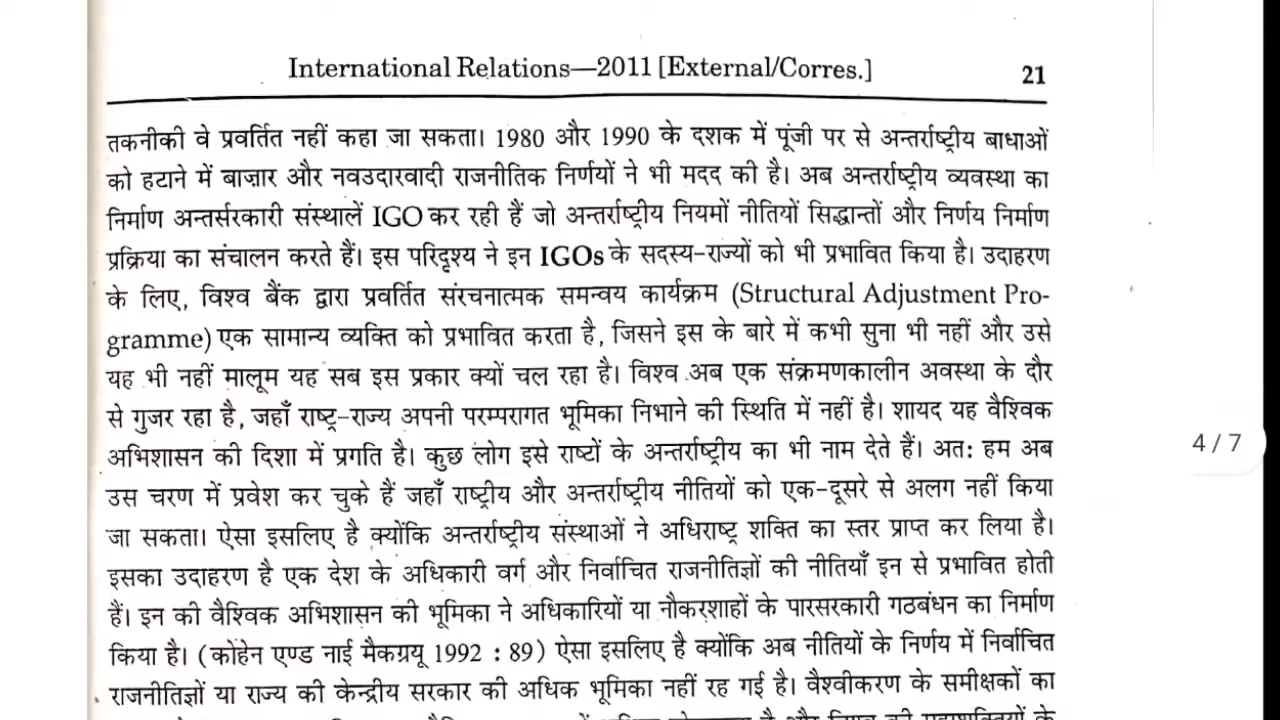 International Relations—2011 [External/Corres.] 21
तकनीकी वे प्रवर्तित नहीं कहा जा सकता। 1980 और 1990 के दशक में पूंजी पर से अन्तर्राष्ट्रीय बाधाओं
को हटाने में बाज़ार और नवउदारवादी राजनीतिक निर्णयों ने भी मदद की है। अब अन्तर्राष्ट्रीय व्यवस्था का
निर्माण अन्तर्सरकारी संस्थालें IGO कर रही हैं जो अन्तर्राष्ट्रीय नियमों नीतियों सिद्धान्तों और निर्णय निर्माण
प्रक्रिया का संचालन करते हैं। इस परिदृश्य ने इन IGOs के सदस्य-राज्यों को भी प्रभावित किया है। उदाहरण
के लिए, विश्व बैंक द्वारा प्रवर्तित संरचनात्मक समन्वय कार्यक्रम (Structural Adjustment Pro-
gramme) एक सामान्य व्यक्ति को प्रभावित करता है, जिसने इस के बारे में कभी सुना भी नहीं और उसे
यह भी नहीं मालूम यह सब इस प्रकार क्यों चल रहा है। विश्व अब एक संक्रमणकालीन अवस्था के दौर
से गुजर रहा है, जहाँ राष्ट्र-राज्य अपनी परम्परागत भूमिका निभाने की स्थिति में नहीं है। शायद यह वैश्विक
अभिशासन की दिशा में प्रगति है। कुछ लोग इसे राष्टों के अन्तर्राष्ट्रीय का भी नाम देते हैं। अतः हम अब
4 / 7
उस चरण में प्रवेश कर चुके हैं जहाँ राष्ट्रीय और अन्तर्राष्ट्रीय नीतियों को एक-दूसरे से अलग नहीं किया
जा सकता। ऐसा इसलिए है क्योंकि अन्तर्राष्ट्रीय संस्थाओं ने अधिराष्ट्र शक्ति का स्तर प्राप्त कर लिया है।
इसका उदाहरण है एक देश के अधिकारी वर्ग और निर्वाचित राजनीतिज्ञों की नीतियाँ इन से प्रभावित होती
हैं। इन की वैश्विक अभिशासन की भूमिका ने अधिकारियों या नौकरशाहों के पारसरकारी गठबंधन का निर्माण
किया है। (कोहेन एण्ड नाई मैकग्रयू 1992 : 89) ऐसा इसलिए है क्योंकि अब नीतियों के निर्णय में निर्वाचित
राजनीतिज्ञों या राज्य की केन्द्रीय सरकार की अधिक भूमिका नहीं रह गई है। वैश्वीकरण के समीक्षकों का